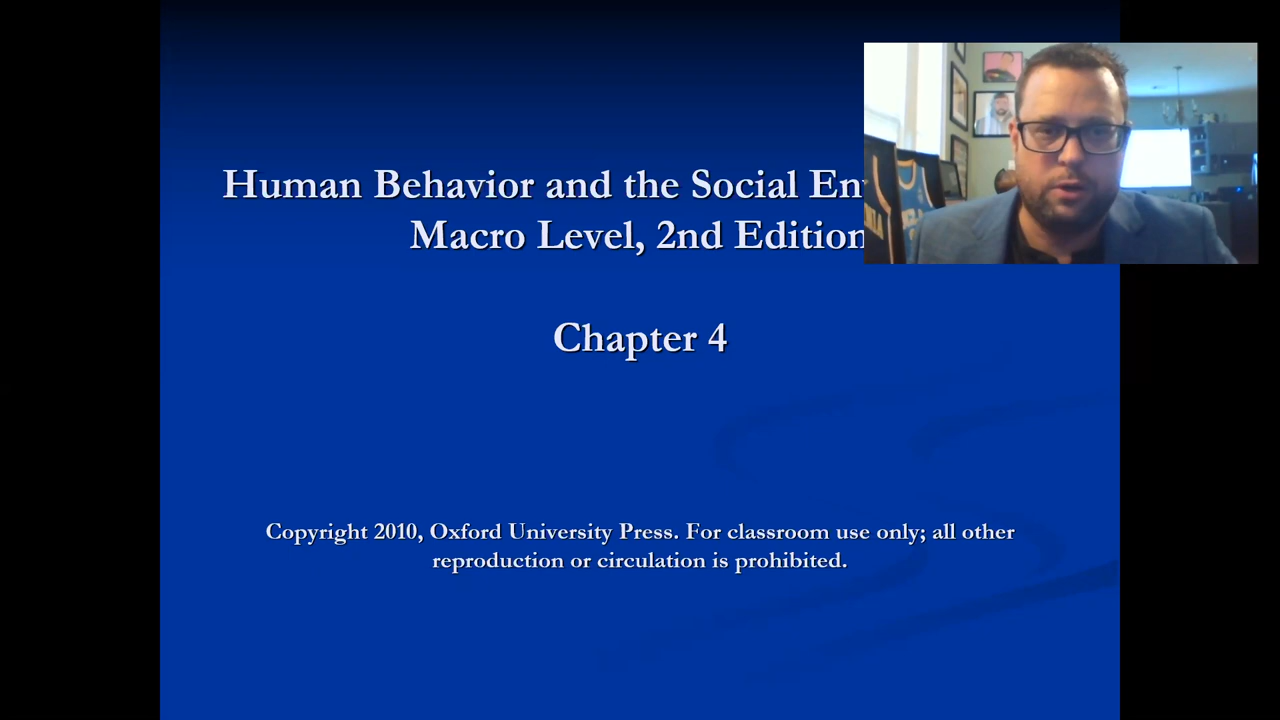 Human Behavior and the Social
Macro Level, 2nd Edition
Chapter 4
Copyright 2010, Oxford University Press. For classroom use only; all other
reproduction or circulation is prohibited.